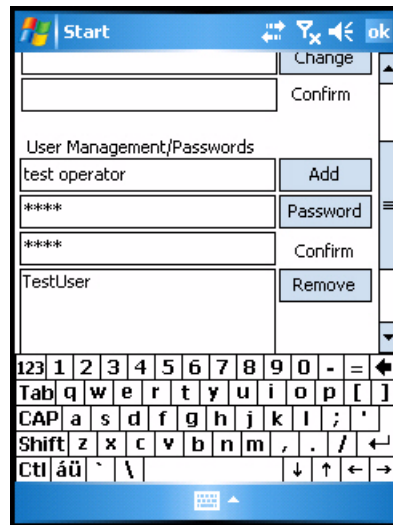 Start ok
Change
Confirm
User Management/Passwords
test operator Add
**** Password
**** Confirm
TestUser Remove
123 1 2 3 4 5 6 7 8 9 0 - =
Tab q w e r t y u i o p [ ]
CAP a s d f g h j k l ; '
Shift z x c v b n m , . /
Ctl áü ` \